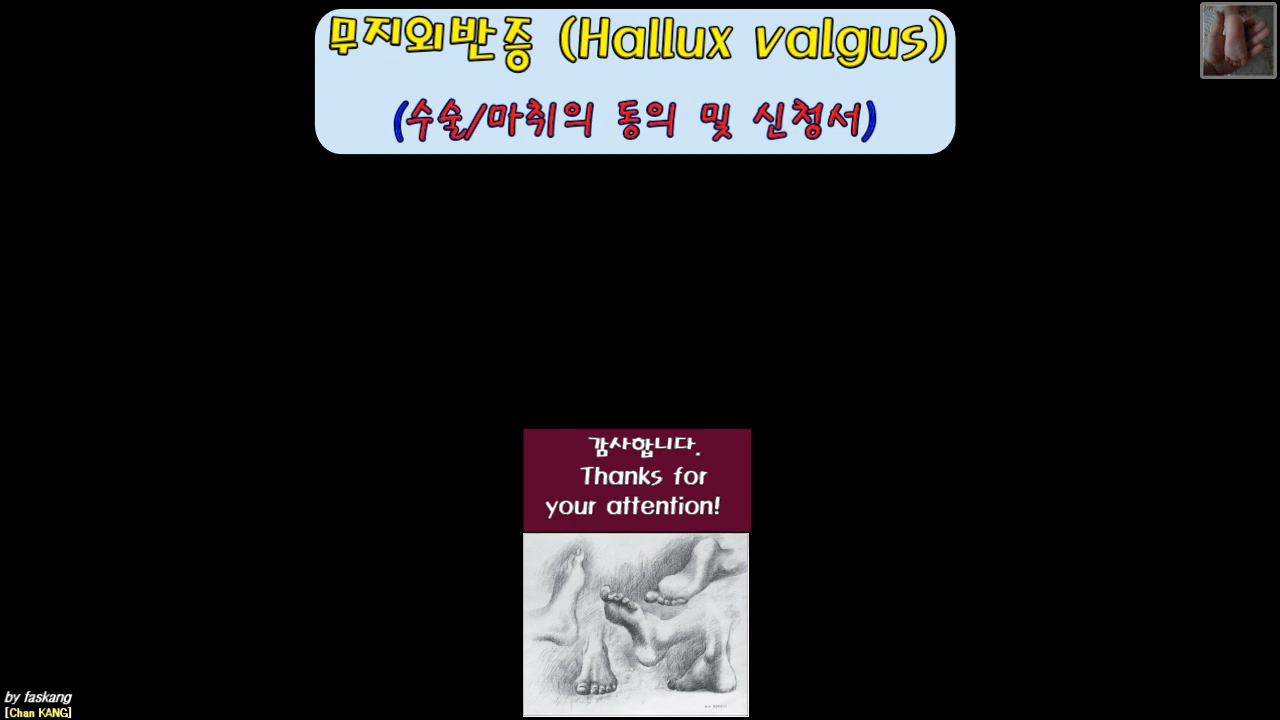 무지외반증 (Hallux valgus)
(수술/마취의 동의 및 신청서)
감사합니다.
Thanks for
your attention!
by faskang
[Chan KANG]